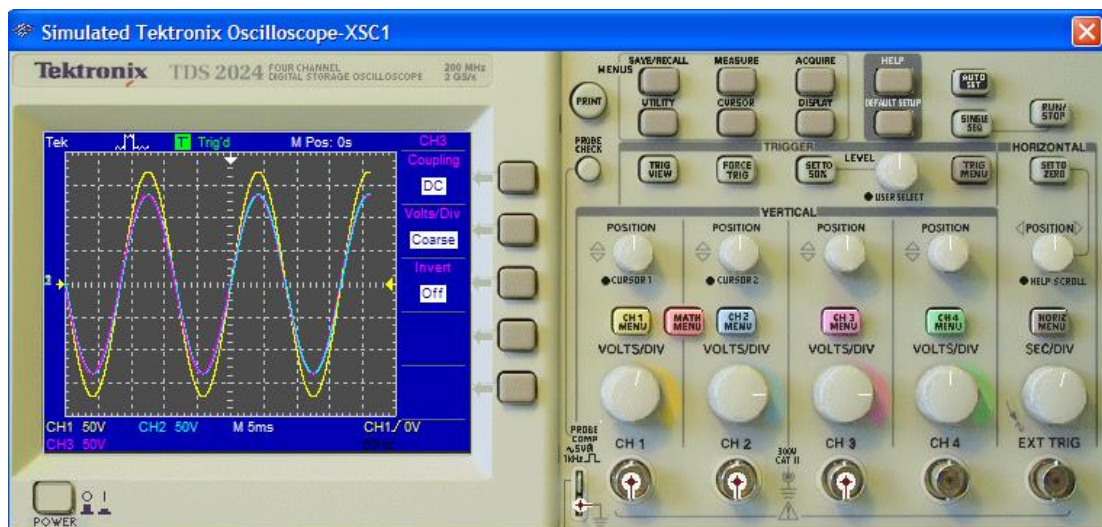 Simulated Tektronix Oscilloscope-XSC1
Tektronix TDS 2024 FOUR CHANNEL DIGITAL STORAGE OSCILLOSCOPE 200 MHz 2 GS/s
MENUS
SAVE/RECALL MEASURE ACQUIRE HELP
PRINT
AUTO SET
UTILITY CURSOR DISPLAY DEFAULT SETUP
SINGLE SEQ
RUN/STOP
PROBE CHECK
TRIGGER
HORIZONTAL
TRIG VIEW
FORCE TRIG
SET TO 50%
LEVEL
TRIG MENU
SET TO ZERO
USER SELECT
VERTICAL
POSITION POSITION POSITION POSITION POSITION
CURSOR 1 CURSOR 2 HELP SCROLL
CH 1 MENU
MATH MENU
CH 2 MENU
CH 3 MENU
CH 4 MENU
HORIZ MENU
VOLTS/DIV VOLTS/DIV VOLTS/DIV VOLTS/DIV SEC/DIV
CH 1 CH 2 CH 3 CH 4 EXT TRIG
PROBE COMP
~5V@
1kHz
300V
CAT II
Tek T Trig'd M Pos: 0s CH3
Coupling
DC
Volts/Div
Coarse
Invert
Off
2
CH1 50V CH2 50V M 5ms CH1 / 0V
CH3 50V
POWER